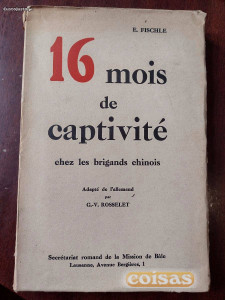 E. FISCHLE
16 mois
de
captivité
chez les brigands chinois
Adapté de l'allemand
par
G.-V. ROSSELET
Secrétariat romand de la Mission de Bâle
Lausanne, Avenue Bergières, 1
coisas